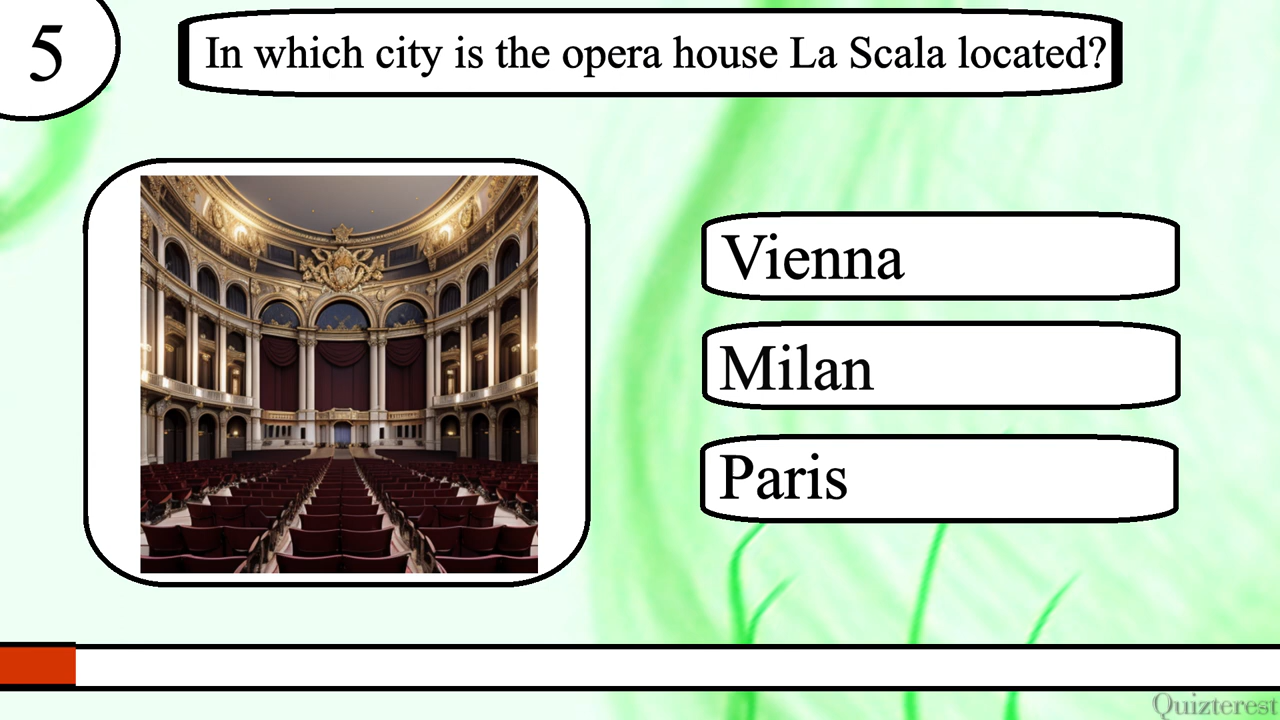 5
In which city is the opera house La Scala located?
Vienna
Milan
Paris
Quizterest